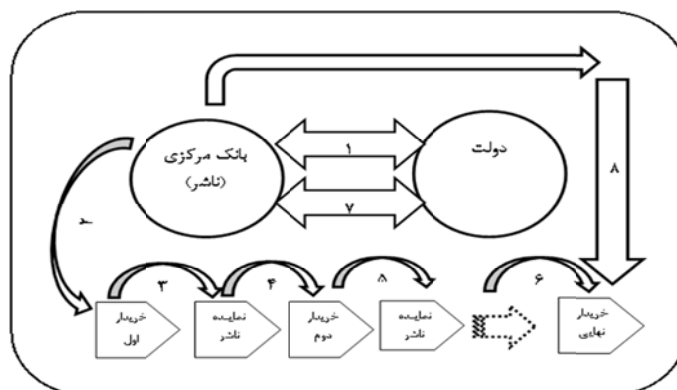 بانک مرکزی
(ناشر)
دولت
۱
۷
۸
۲
۳
۴
۸
۶
خریدار
اول
نماینده
ناشر
خریدار
دوم
نماینده
ناشر
خریدار
نهایی